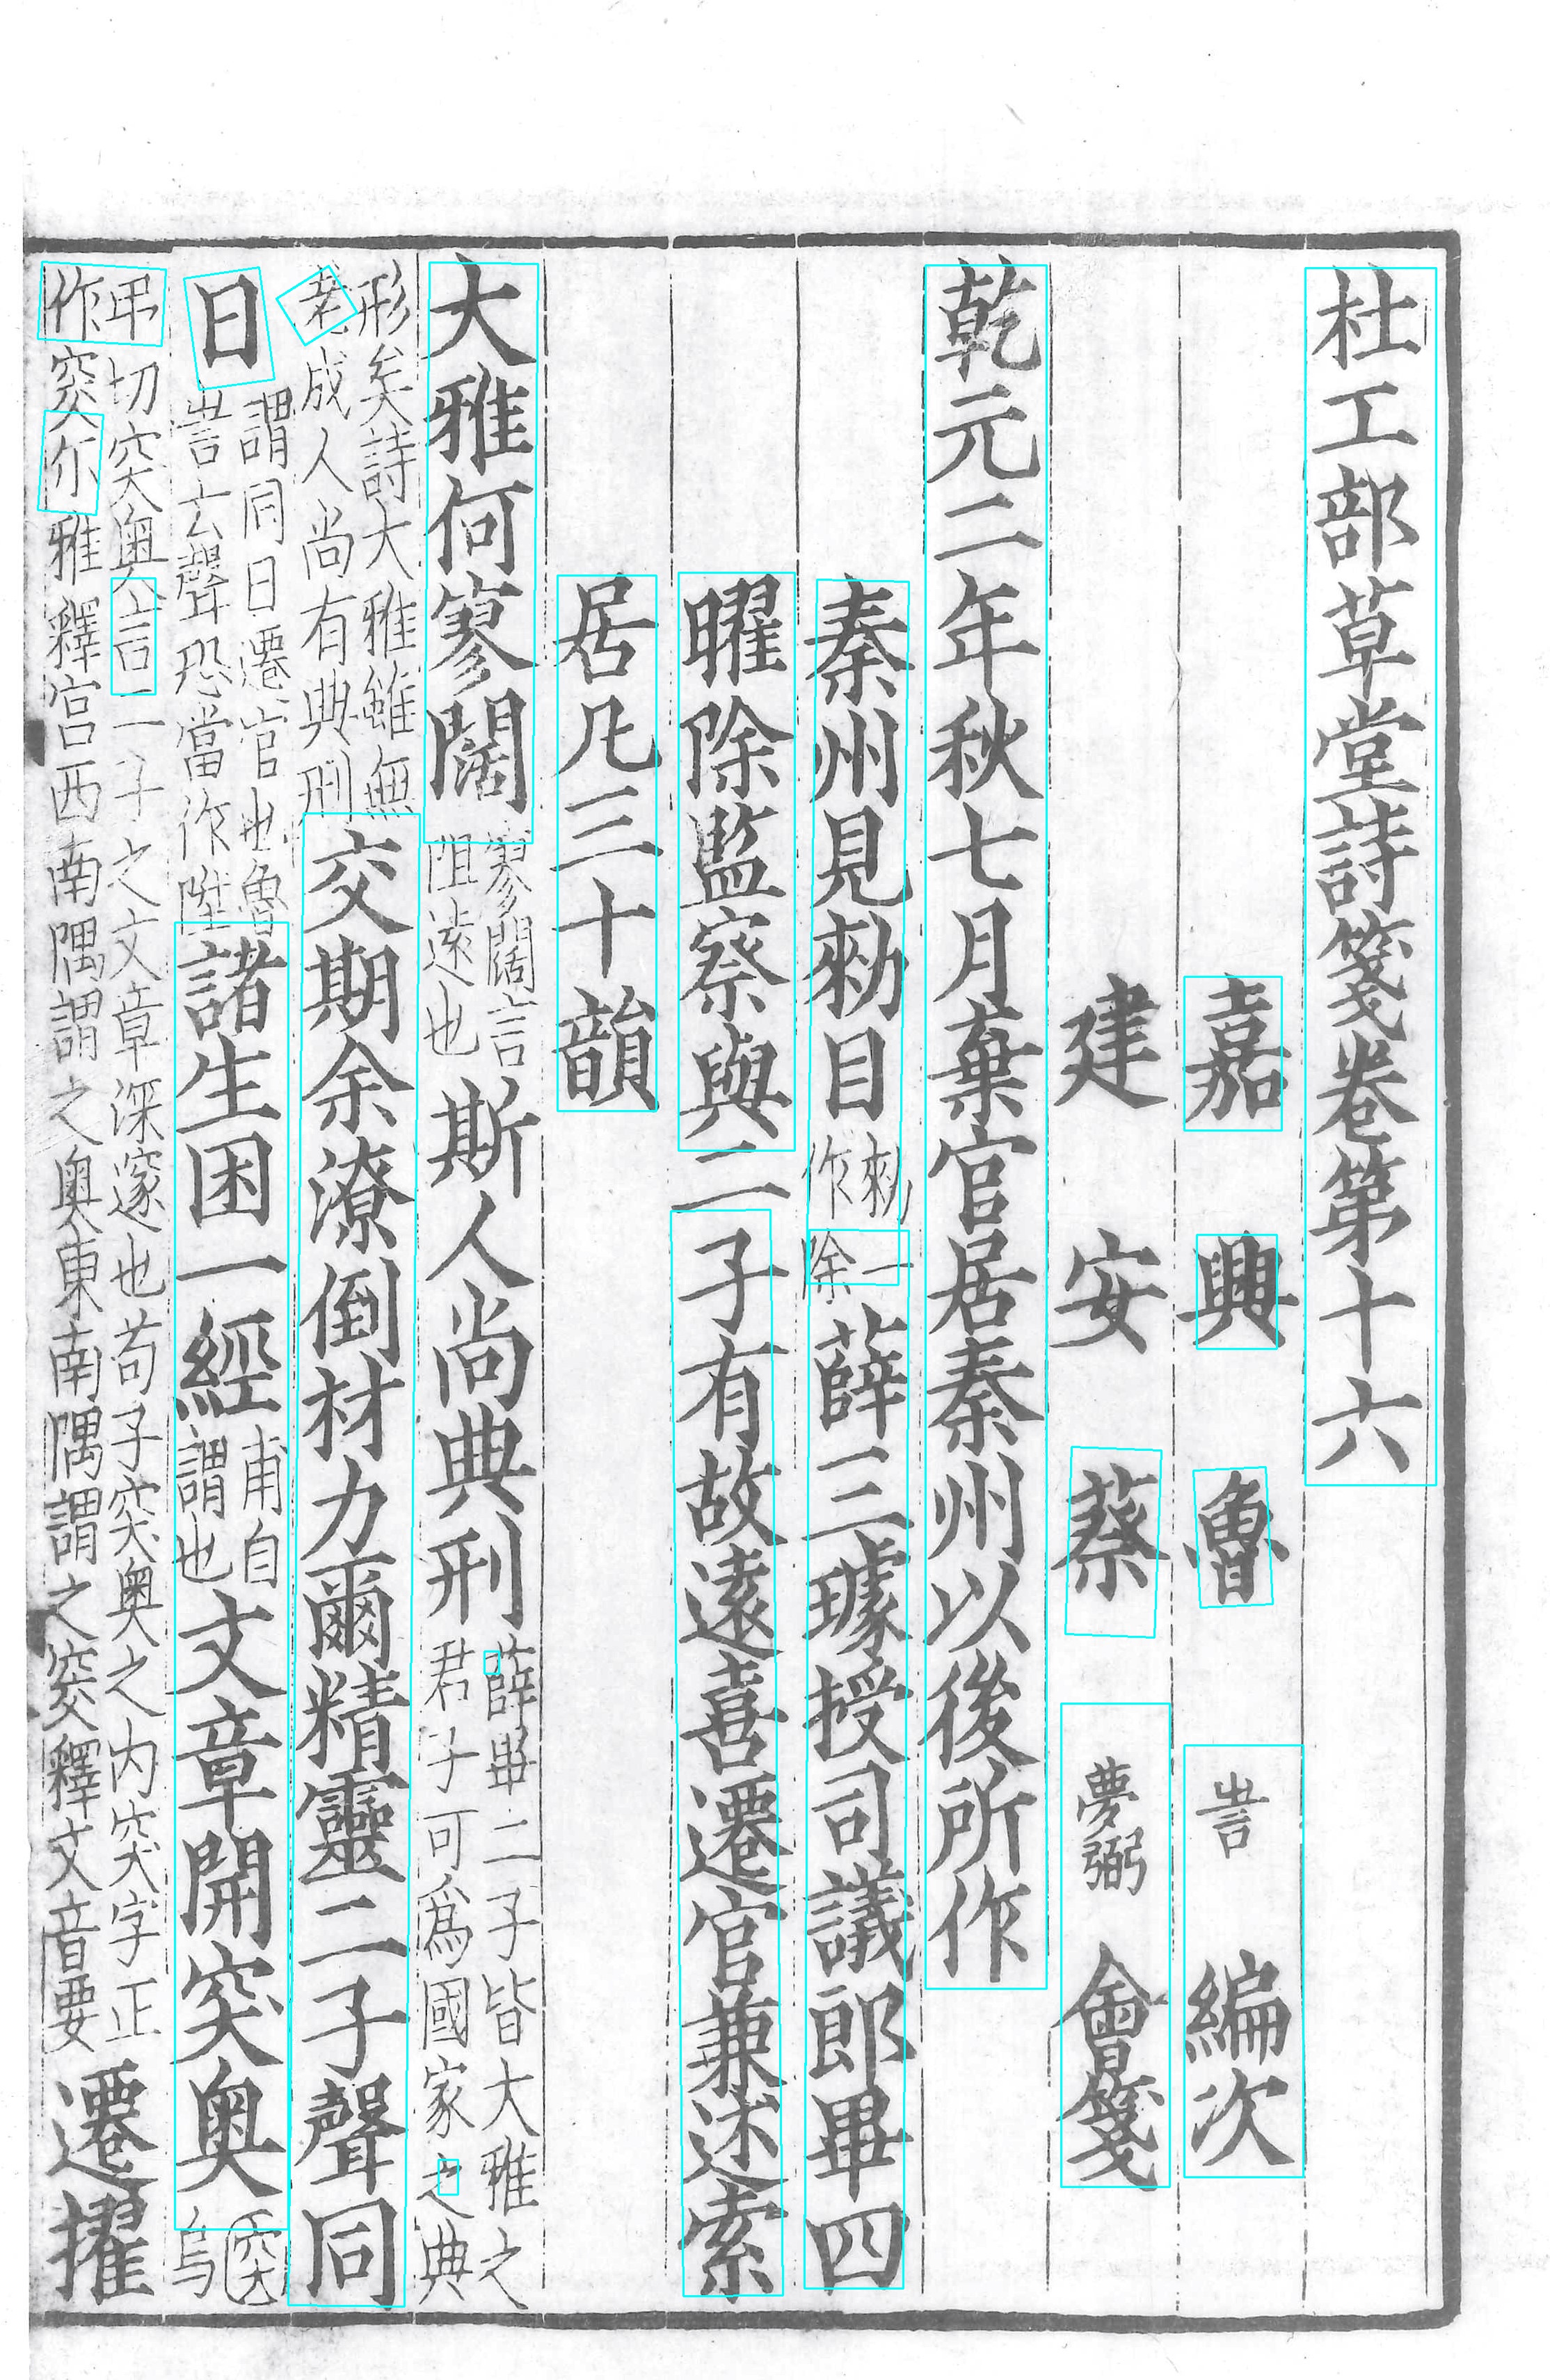 杜工部草堂詩箋卷第十六
嘉興魯訔編次
建安蔡夢弼會箋
乾元二年秋七月棄官居秦州以後所作
秦州見勑目勑一作除薛三璩授司議郎畢四
曜除監察與二子有故遠喜遷官兼述索
居凡三十韻
大雅何寥闊寥闊言阻遠也斯人尚典刑薛畢二子皆大雅之君子可爲國家之典
形矣詩大雅雖無老成人尚有典刑交期余潦倒材力爾精靈二子聲同
日謂同日遷官也魯訔云聲恐當作陞諸生困一經甫自謂也文章開穾奥穾烏
弔切突奥言二子之文章深邃也荀子突奥之内突字正作窔尔雅釋宫西南隅謂之奥東南隅謂之窔釋文音要遷擢